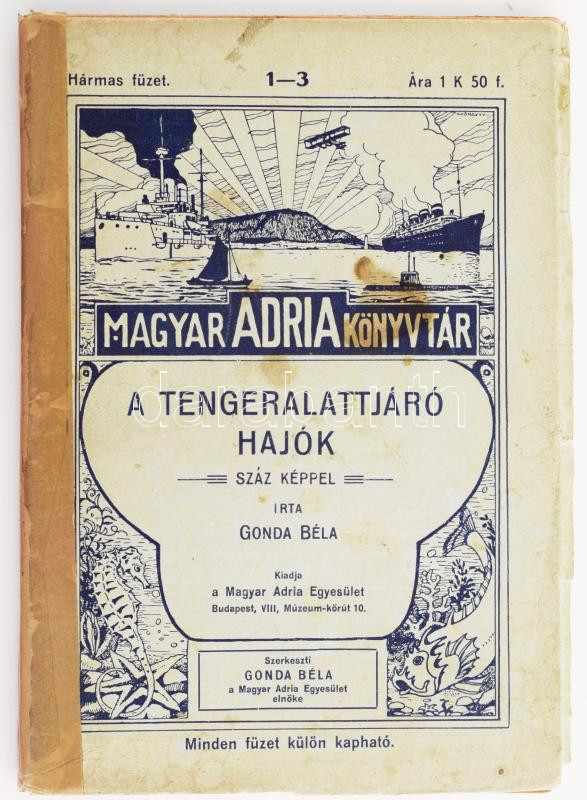 Hármas füzet. 1—3 Ára 1 K 50 f.
MAGYAR ADRIA KÖNYVTÁR
A TENGERALATTJÁRÓ
HAJÓK
SZÁZ KÉPPEL
IRTA
GONDA BÉLA
Kiadja
a Magyar Adria Egyesület
Budapest, VIII, Múzeum-körút 10.
Szerkeszti
GONDA BÉLA
a Magyar Adria Egyesület
elnöke
Minden füzet külön kapható.
darabanth